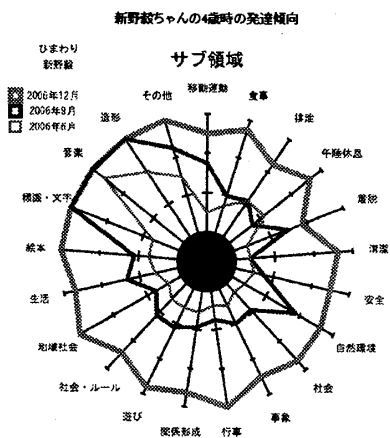 新野毅ちゃんの4歳時の発達傾向
ひまわり
新野毅
サブ領域
2006年12月
2006年9月
2006年6月
移動運動
食事
排泄
午睡休息
着脱
清潔
安全
自然環境
社会
事象
行事
関係形成
遊び
社会・ルール
地域社会
生活
絵本
標識・文字
音楽
造形
その他